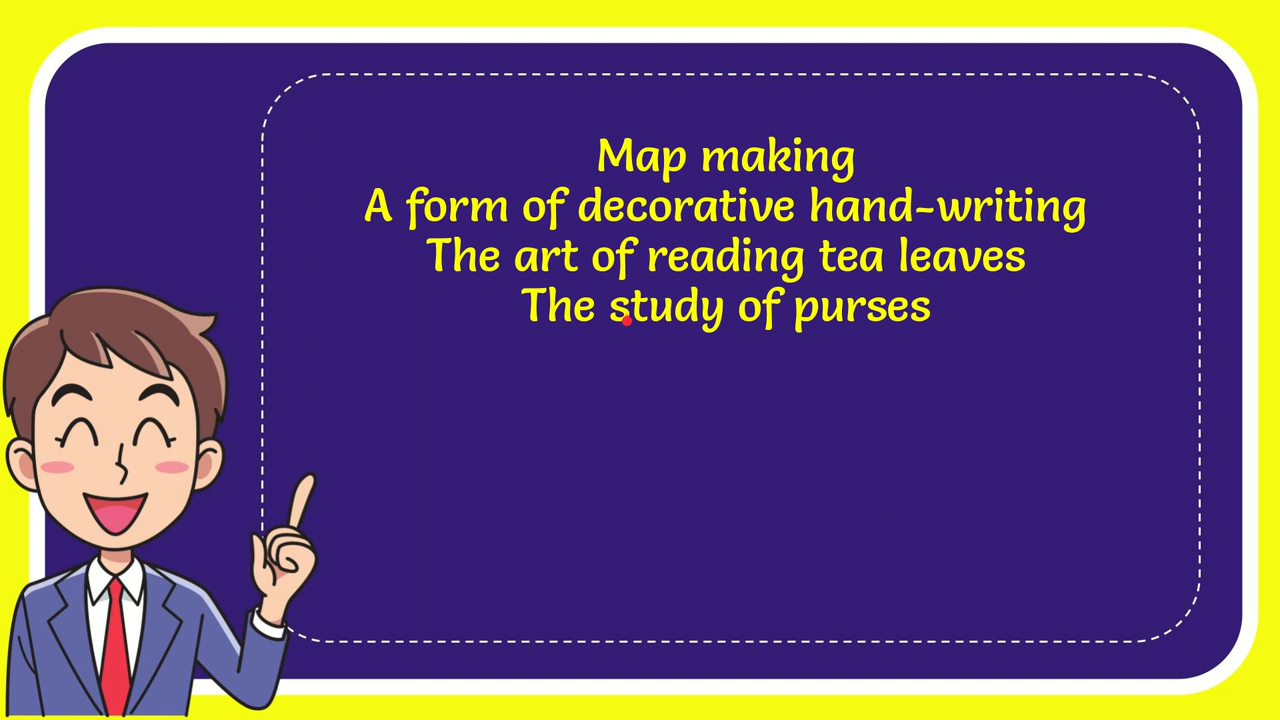 Map making
A form of decorative hand-writing
The art of reading tea leaves
The study of purses